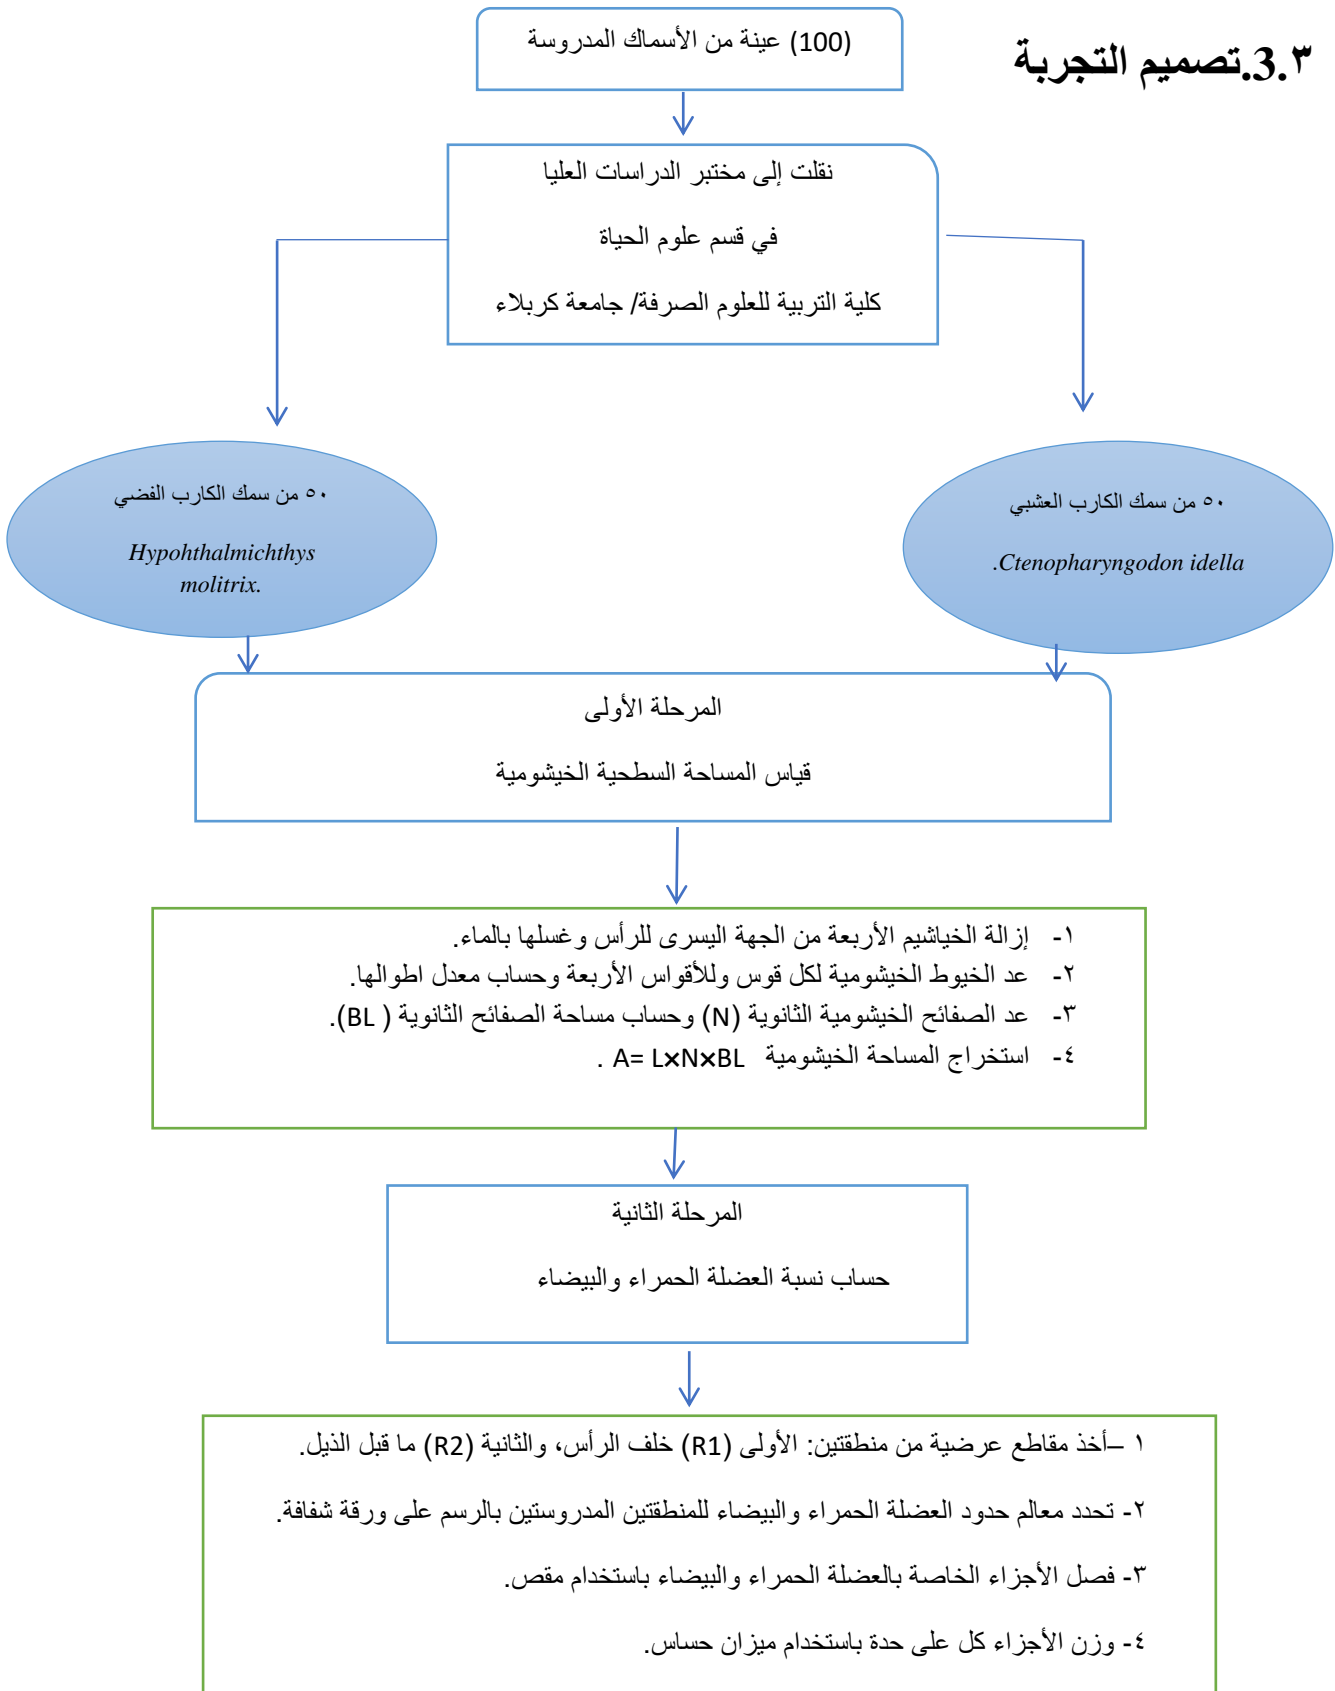 ٣.3.تصميم التجربة
(100) عينة من الأسماك المدروسة
نقلت إلى مختبر الدراسات العليا
في قسم علوم الحياة
كلية التربية للعلوم الصرفة/ جامعة كربلاء
٥٠ من سمك الكارب العشبي
.Ctenopharyngodon idella
٥٠ من سمك الكارب الفضي
Hypohthalmichthys
molitrix.
المرحلة الأولى
قياس المساحة السطحية الخيشومية
١- إزالة الخياشيم الأربعة من الجهة اليسرى للرأس وغسلها بالماء.
٢- عد الخيوط الخيشومية لكل قوس وللأقواس الأربعة وحساب معدل اطوالها.
٣- عد الصفائح الخيشومية الثانوية (N) وحساب مساحة الصفائح الثانوية ( BL).
٤- استخراج المساحة الخيشومية A= L×N×BL .
المرحلة الثانية
حساب نسبة العضلة الحمراء والبيضاء
١ –أخذ مقاطع عرضية من منطقتين: الأولى (R1) خلف الرأس، والثانية (R2) ما قبل الذيل.
٢- تحدد معالم حدود العضلة الحمراء والبيضاء للمنطقتين المدروستين بالرسم على ورقة شفافة.
٣- فصل الأجزاء الخاصة بالعضلة الحمراء والبيضاء باستخدام مقص.
٤- وزن الأجزاء كل على حدة باستخدام ميزان حساس.